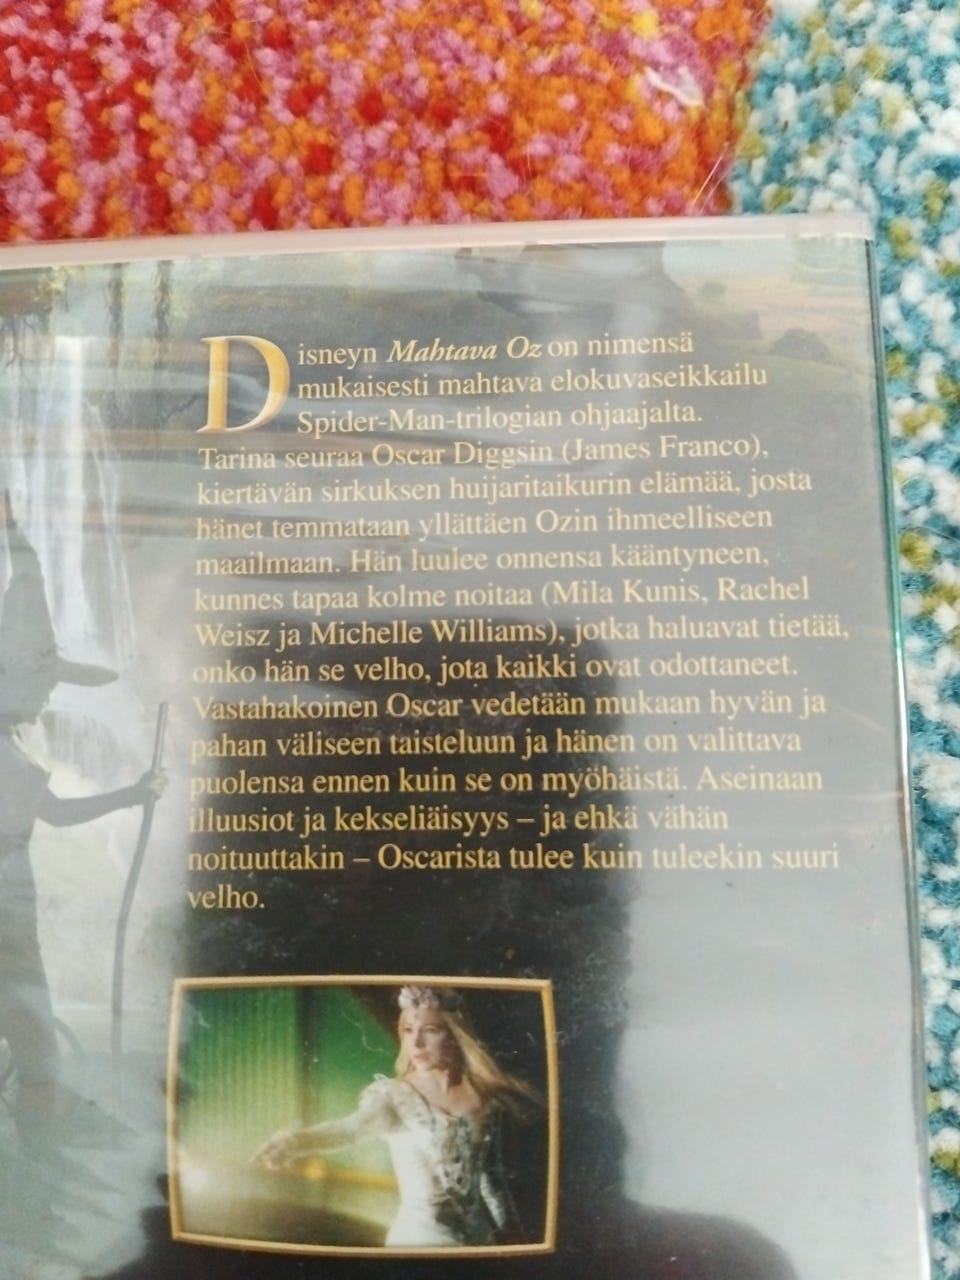 Disneyn Mahtava Oz on nimensä
mukaisesti mahtava elokuvaseikkailu
Spider-Man-trilogian ohjaajalta.
Tarina seuraa Oscar Diggsin (James Franco),
kiertävän sirkuksen huijaritaikurin elämää, josta
hänet temmataan yllättäen Ozin ihmeelliseen
maailmaan. Hän luulee onnensa kääntyneen,
kunnes tapaa kolme noitaa (Mila Kunis, Rachel
Weisz ja Michelle Williams), jotka haluavat tietää,
onko hän se velho, jota kaikki ovat odottaneet.
Vastahakoinen Oscar vedetään mukaan hyvän ja
pahan väliseen taisteluun ja hänen on valittava
puolensa ennen kuin se on myöhäistä. Aseinaan
illuusiot ja kekseliäisyys – ja ehkä vähän
noituuttakin – Oscarista tulee kuin tuleekin suuri
velho.